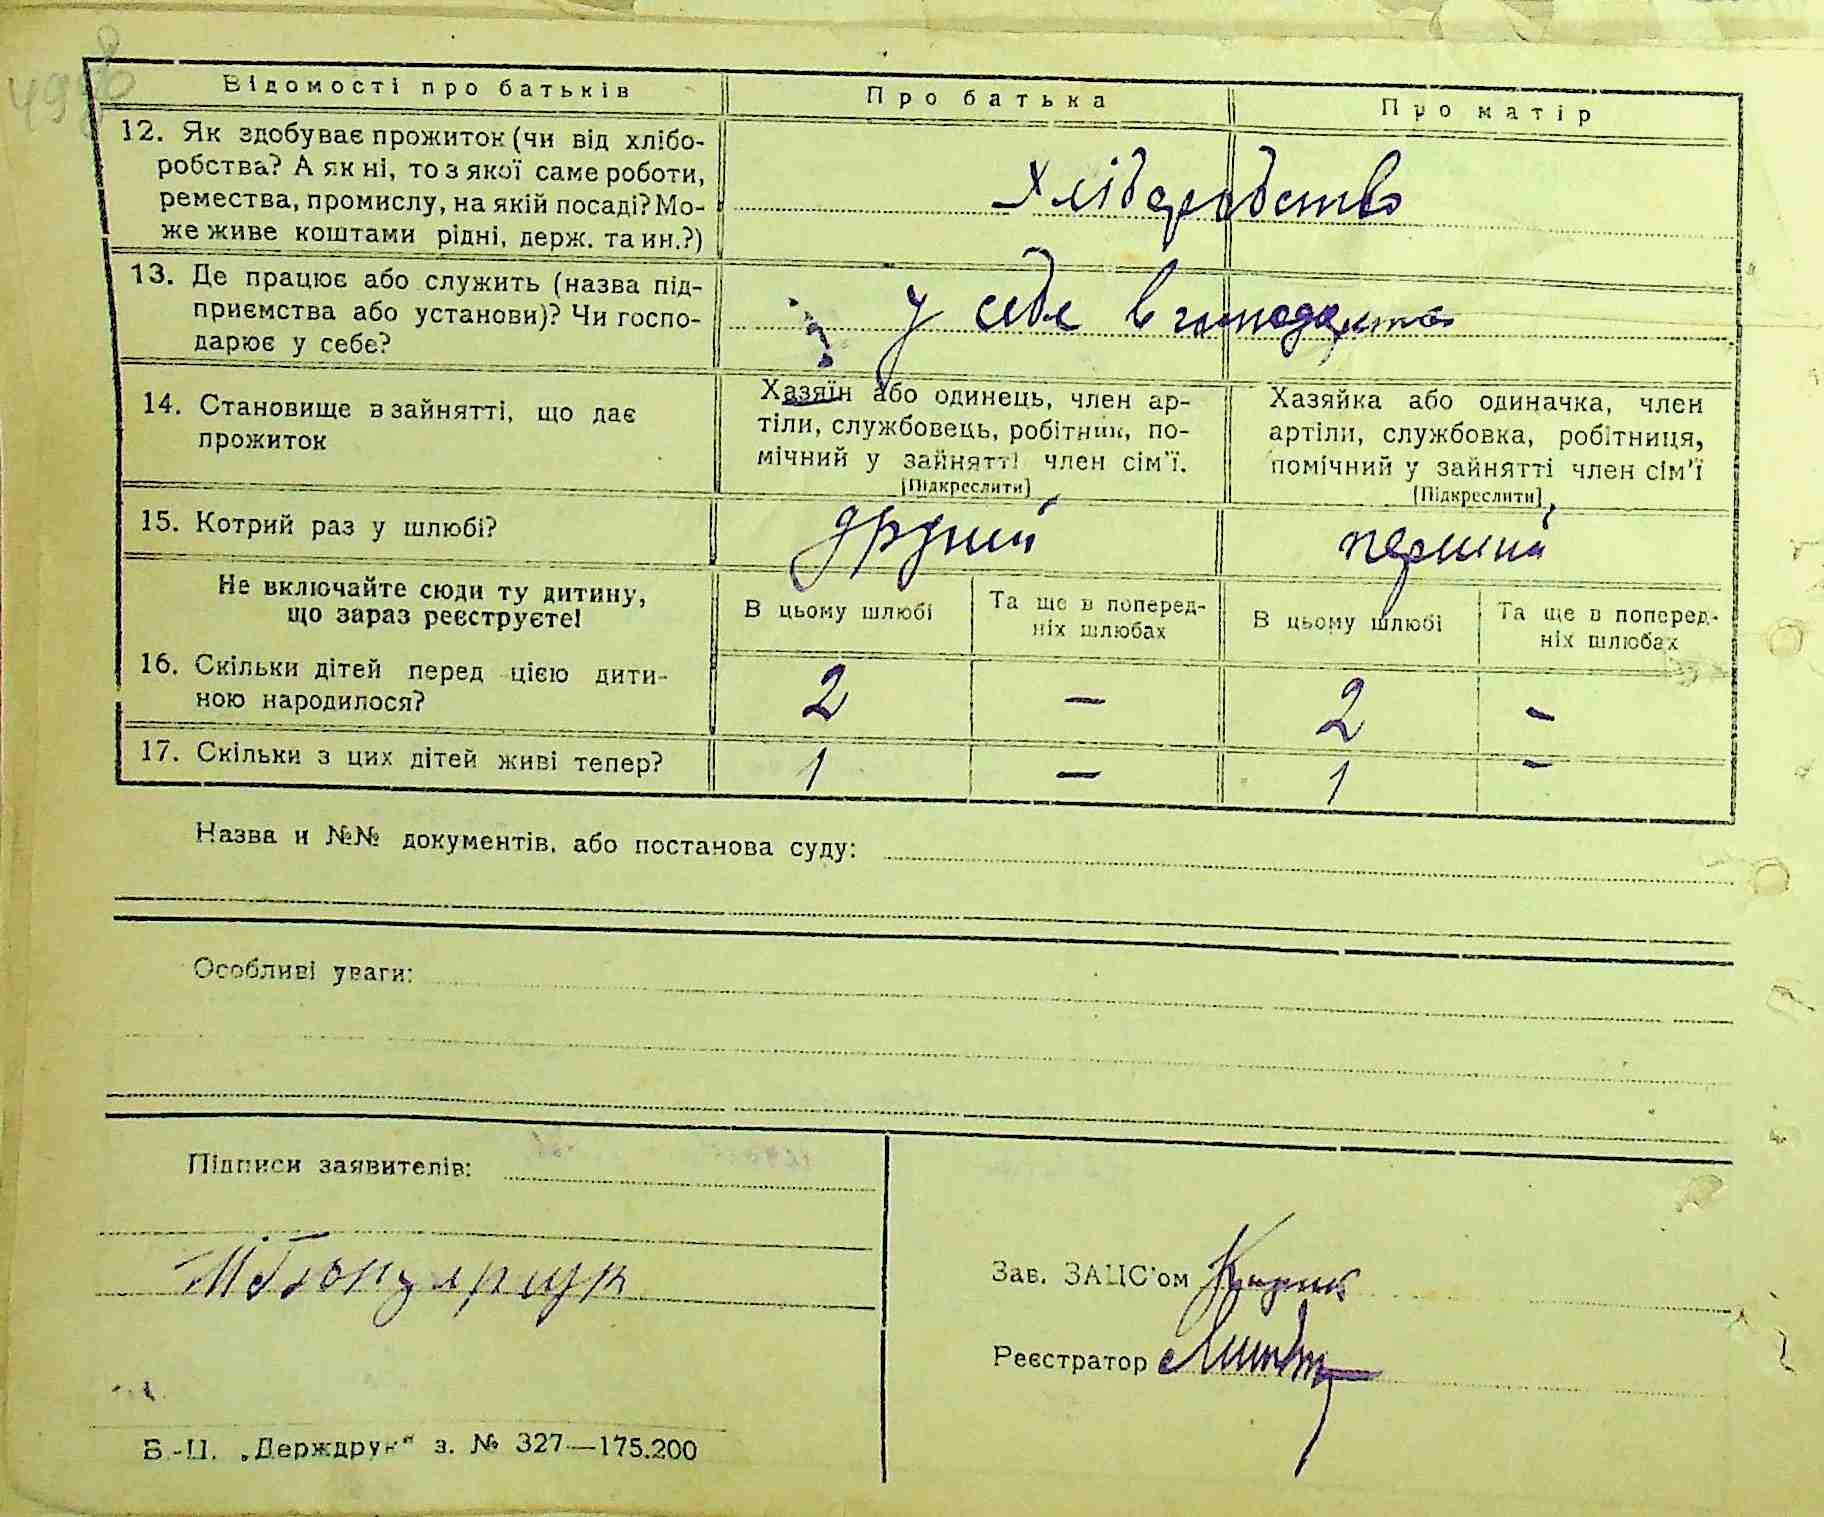 498
Відомості про батьків
Про батька
Про матір
12. Як здобуває прожиток (чи від хлібо-
робства? А як ні, то з якої саме роботи,
ремества, промислу, на якій посаді? Мо-
же живе коштами рідні, держ. та ин.?)
Хліборобство
13. Де працює або служить (назва під-
приємства або установи)? Чи госпо-
дарює у себе?
у себе в
14. Становище в зайнятті, що дає
прожиток
Хазяїн або одинець, член ар-
тіли, службовець, робітник, по-
мічний у зайнятті член сім'ї.
[Підкреслити]
Хазяйка або одиначка, член
артіли, службовка, робітниця,
помічний у зайнятті член сім'ї
[Підкреслити]
15. Котрий раз у шлюбі?
другий
перший
Не включайте сюди ту дитину,
що зараз реєструєте!
В цьому шлюбі
Та ще в поперед-
ніх шлюбах
В цьому шлюбі
Та ще в поперед-
ніх шлюбах
16. Скільки дітей перед цією дити-
ною народилося?
2 — 2 -
17. Скільки з цих дітей живі тепер?
1 — 1 -
Назва и №№ документів, або постанова суду:
Особливі уваги:
Підписи заявителів:
Зав. ЗАЦС'ом
Реєстратор
Б.-Ц. „Держдрук" з. № 327—175.200